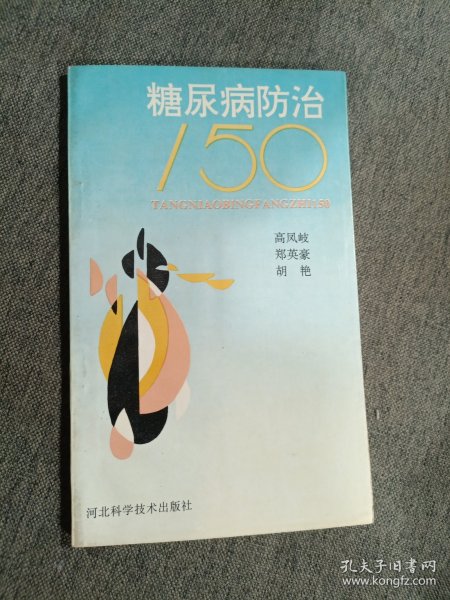 糖尿病防治
150
TANGNIAOBINGFANGZHI150
高凤岐
郑英豪
胡 艳
河北科学技术出版社
孔夫子旧书网
www.kongfz.com